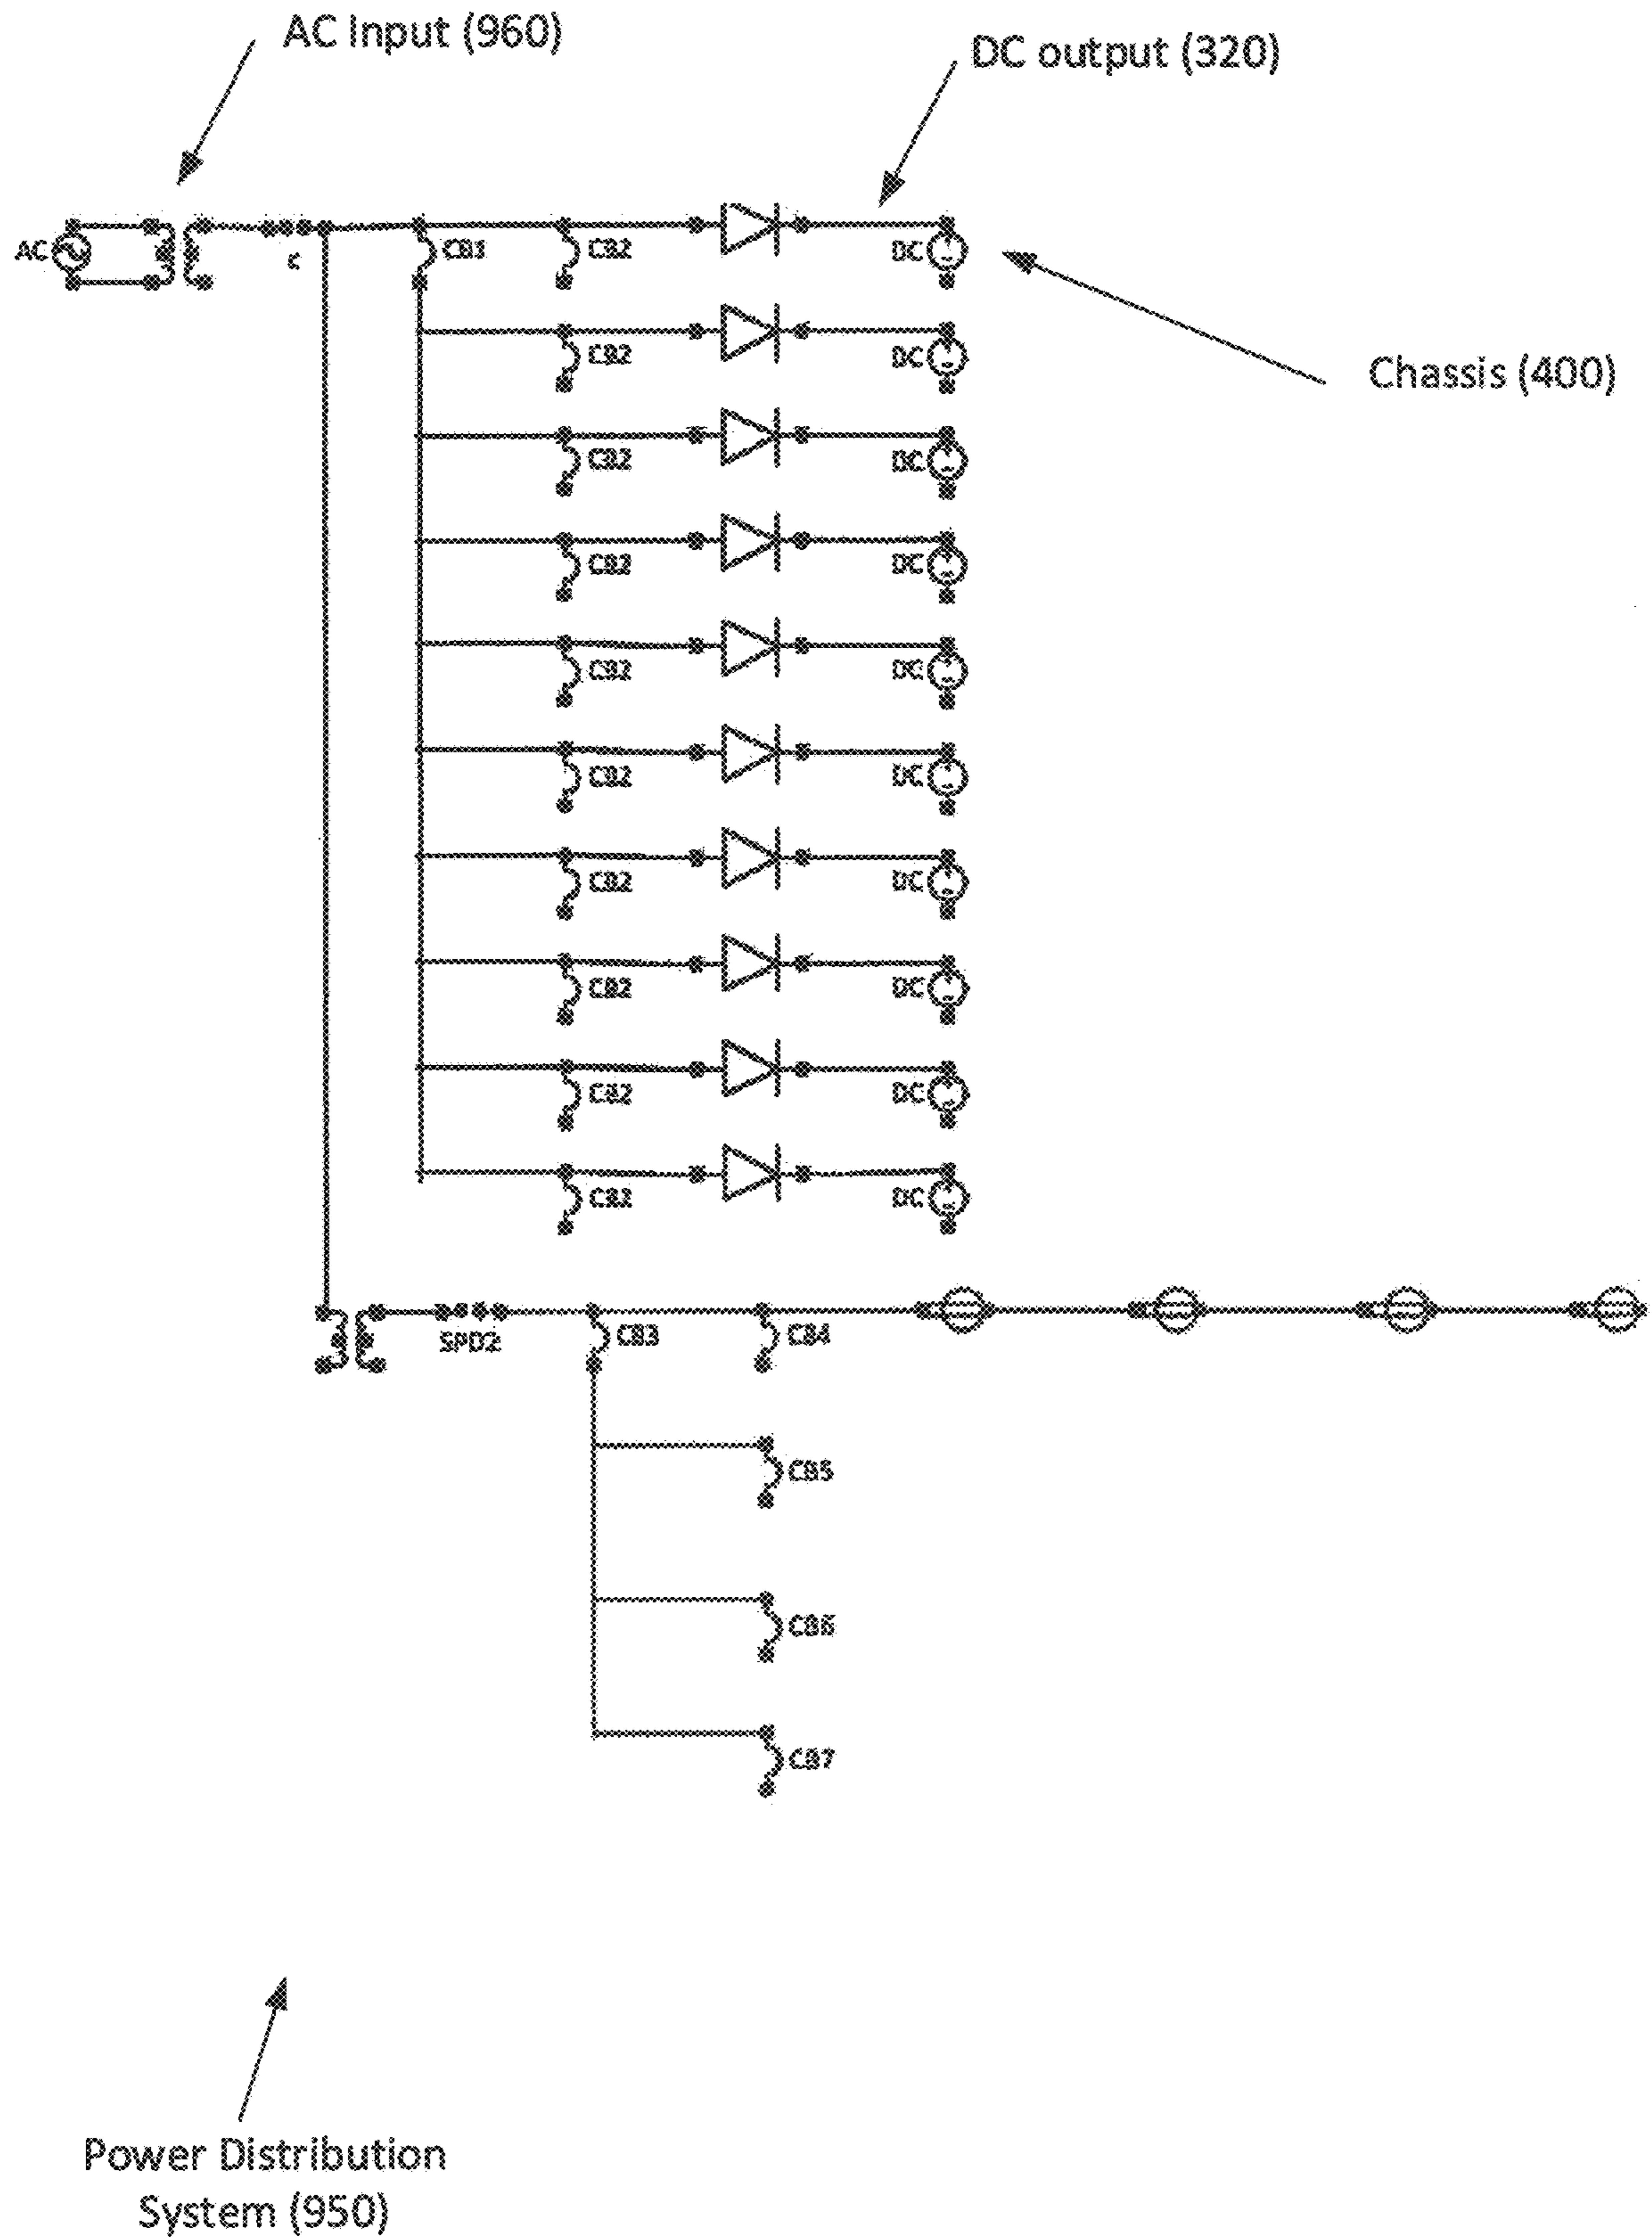 AC Input (960)
DC output (320)
AC
C
CB1
CB2
DC
Chassis (400)
CB2
DC
CB2
DC
CB2
DC
CB2
DC
CB2
DC
CB2
DC
CB2
DC
CB2
DC
CB2
DC
SPD2
CB3
CB4
CB5
CB6
CB7
Power Distribution
System (950)